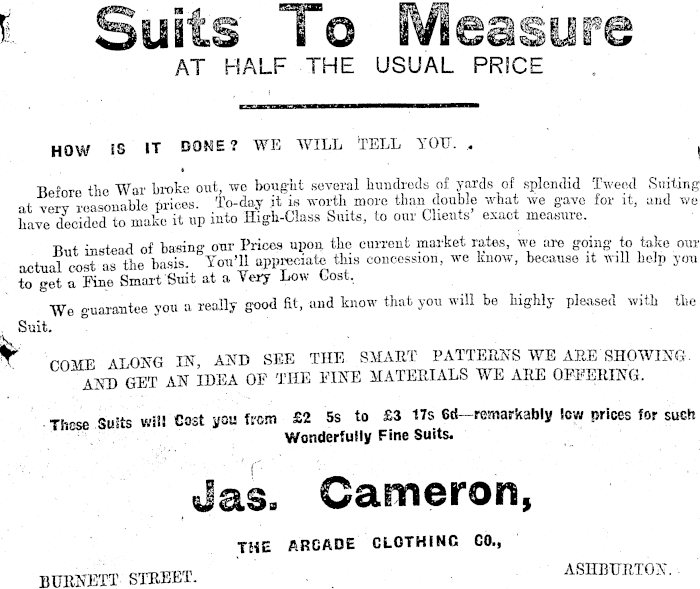 Suits To Measure
AT HALF THE USUAL PRICE
HOW IS IT DONE? WE WILL TELL YOU.
Before the War broke out, we bought several hundreds of yards of splendid Tweed Suiting
at very reasonable prices. To-day it is worth more than double what we gave for it, and we
have decided to make it up into High-Class Suits, to our Clients' exact measure.
But instead of basing our Prices upon the current market rates, we are going to take our
actual cost as the basis. You'll appreciate this concession, we know, because it will help you
to get a Fine Smart Suit at a Very Low Cost.
We guarantee you a really good fit, and know that you will be highly pleased with the
Suit.
COME ALONG IN, AND SEE THE SMART PATTERNS WE ARE SHOWING
AND GET AN IDEA OF THE FINE MATERIALS WE ARE OFFERING.
These Suits will Cost you from £2 5s to £3 17s 6d—remarkably low prices for such
Wonderfully Fine Suits.
Jas. Cameron,
THE ARCADE CLOTHING CO.,
BURNETT STREET. ASHBURTON.